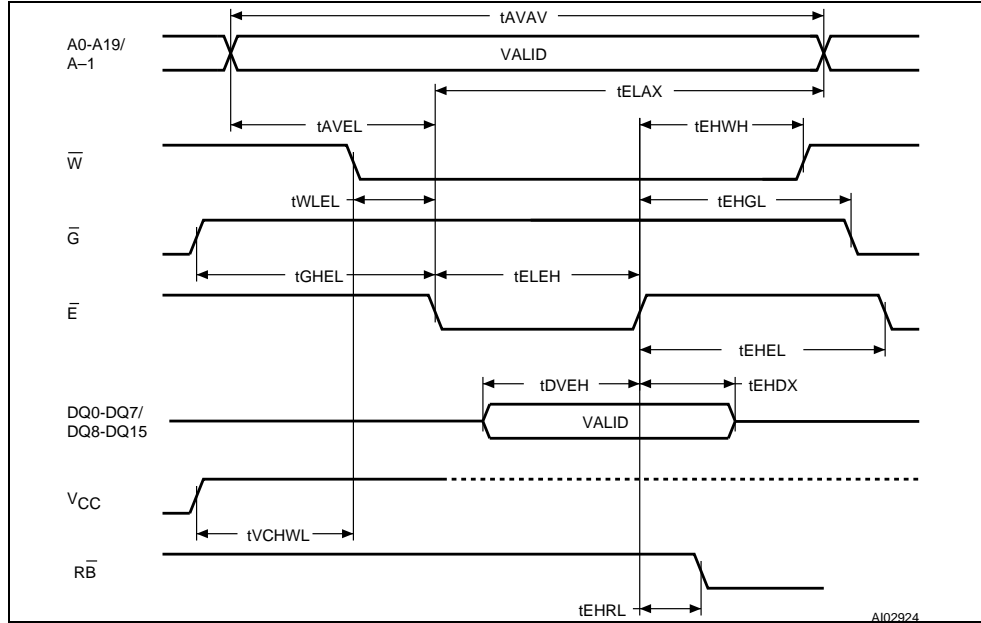 tAVAV
A0-A19/
A–1
VALID
tELAX
tAVEL
tEHWH
W̅
tWLEL
tEHGL
G̅
tGHEL
tELEH
E̅
tEHEL
tDVEH
tEHDX
DQ0-DQ7/
DQ8-DQ15
VALID
VCC
tVCHWL
RB̅
tEHRL
AI02924